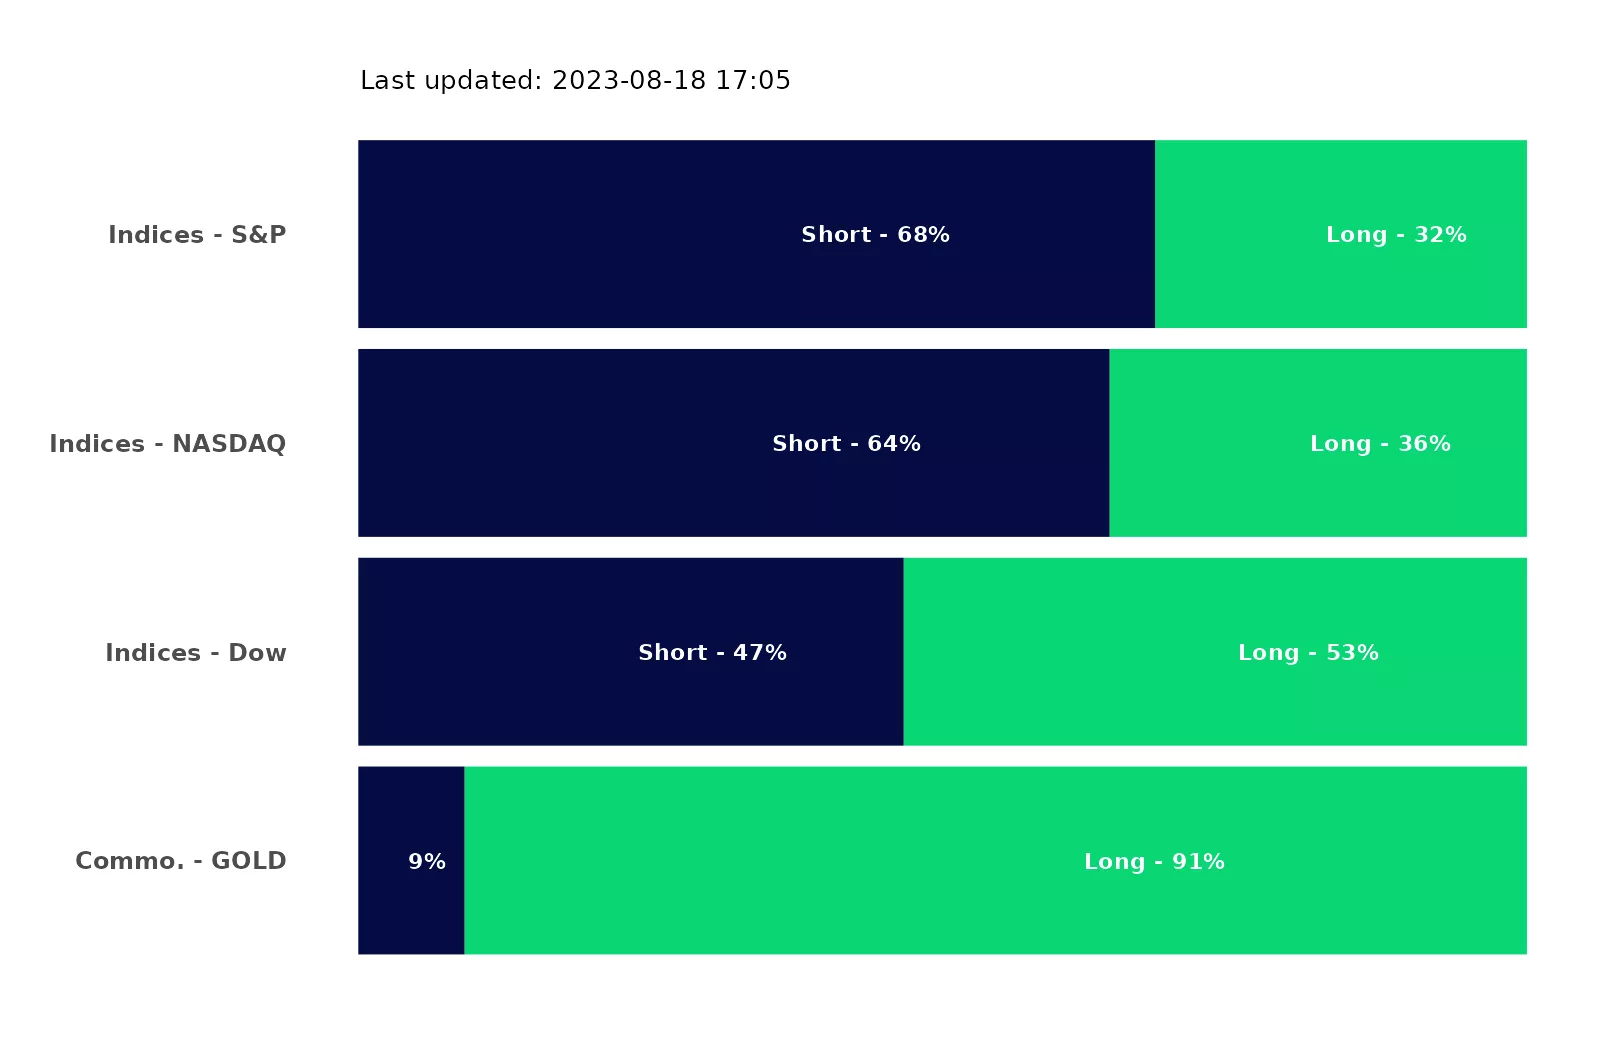 Last updated: 2023-08-18 17:05
Indices - S&P Short - 68% Long - 32%
Indices - NASDAQ Short - 64% Long - 36%
Indices - Dow Short - 47% Long - 53%
Commo. - GOLD 9% Long - 91%